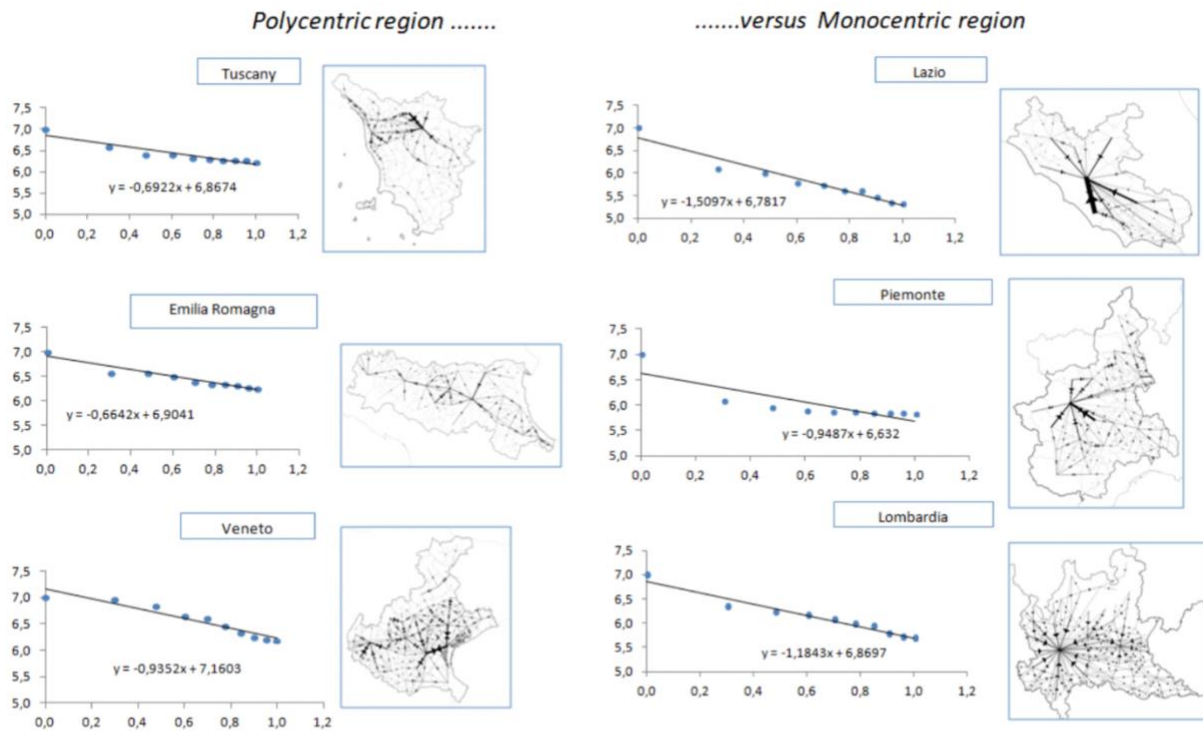 Polycentric region ....... .......versus Monocentric region
Tuscany
7,5
7,0
6,5
6,0
5,5
5,0
y = -0,6922x + 6,8674
0,0 0,2 0,4 0,6 0,8 1,0 1,2
Lazio
7,5
7,0
6,5
6,0
5,5
5,0
y = -1,5097x + 6,7817
0,0 0,2 0,4 0,6 0,8 1,0 1,2
Emilia Romagna
7,5
7,0
6,5
6,0
5,5
5,0
y = -0,6642x + 6,9041
0,0 0,2 0,4 0,6 0,8 1,0 1,2
Piemonte
7,5
7,0
6,5
6,0
5,5
5,0
y = -0,9487x + 6,632
0,0 0,2 0,4 0,6 0,8 1,0 1,2
Veneto
7,5
7,0
6,5
6,0
5,5
5,0
y = -0,9352x + 7,1603
0,0 0,2 0,4 0,6 0,8 1,0 1,2
Lombardia
7,5
7,0
6,5
6,0
5,5
5,0
y = -1,1843x + 6,8697
0,0 0,2 0,4 0,6 0,8 1,0 1,2